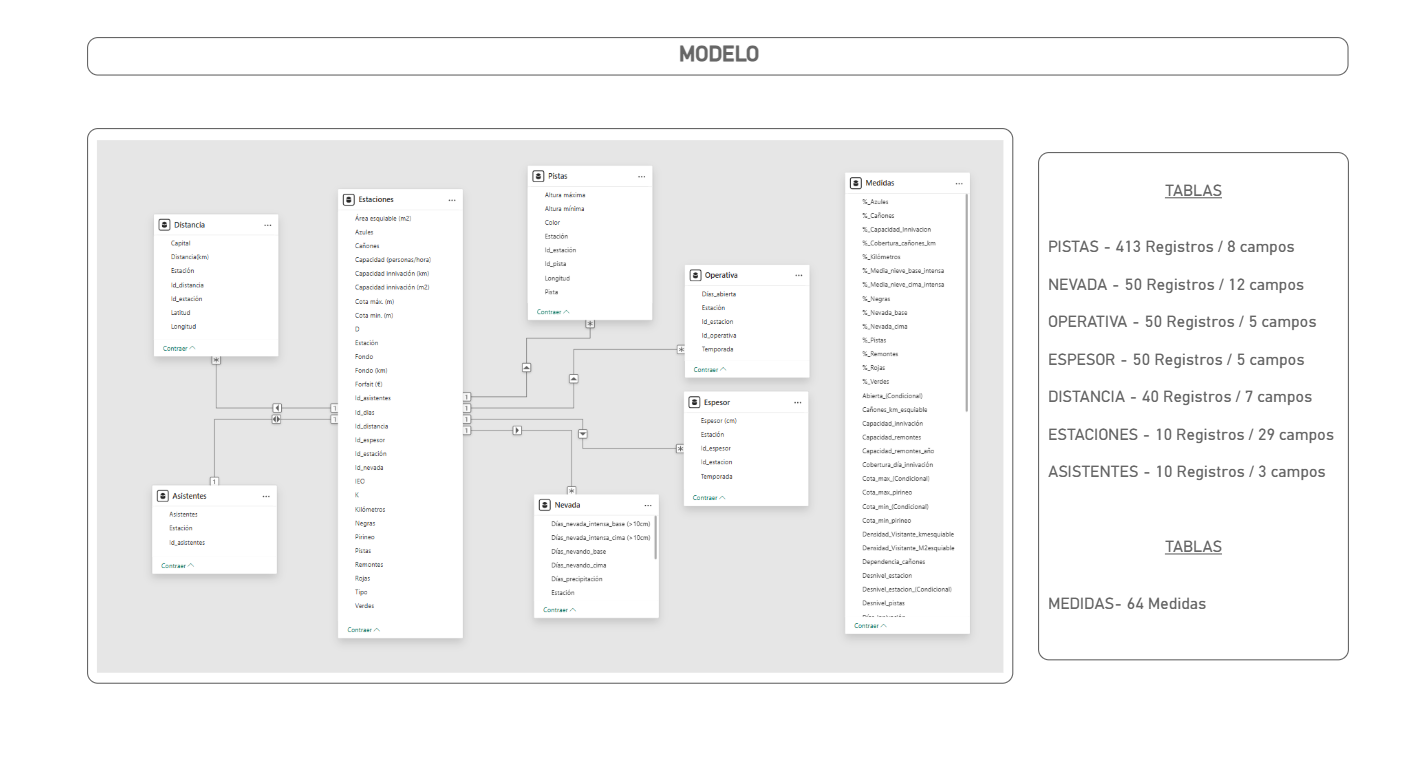 MODELO
Distancia
Capital
Distancia(km)
Estación
Id_distancia
Id_estación
Latitud
Longitud
Contraer
Asistentes
Asistentes
Estación
Id_asistentes
Contraer
Estaciones
Área esquiable (m2)
Azules
Cañones
Capacidad (personas/hora)
Capacidad innivación (km)
Capacidad innivación (m2)
Cota máx. (m)
Cota mín. (m)
D
Estación
Fondo
Fondo (km)
Forfait (€)
Id_asistentes
Id_días
Id_distancia
Id_espesor
Id_estación
Id_nevada
IEO
K
Kilómetros
Negras
Pirineo
Pistas
Remontes
Rojas
Tipo
Verdes
Contraer
Pistas
Altura máxima
Altura mínima
Color
Estación
Id_estación
Id_pista
Longitud
Pista
Contraer
Operativa
Días_abierta
Estación
Id_estacion
Id_operativa
Temporada
Contraer
Espesor
Espesor (cm)
Estación
Id_espesor
Id_estacion
Temporada
Contraer
Nevada
Días_nevada_intensa_base (>10cm)
Días_nevada_intensa_cima (>10cm)
Días_nevando_base
Días_nevando_cima
Días_precipitación
Estación
Contraer
Medidas
%_Azules
%_Cañones
%_Capacidad_innivacion
%_Cobertura_cañones_km
%_Kilómetros
%_Media_nieve_base_intensa
%_Media_nieve_cima_intensa
%_Negras
%_Nevada_base
%_Nevada_cima
%_Pistas
%_Remontes
%_Rojas
%_Verdes
Abierta_(Condicional)
Cañones_km_esquiable
Capacidad_innivación
Capacidad_remontes
Capacidad_remontes_año
Cobertura_día_innivación
Cota_max_(Condicional)
Cota_max_pirineo
Cota_min_(Condicional)
Cota_min_pirineo
Densidad_Visitante_kmesquiable
Densidad_Visitante_M2esquiable
Dependencia_cañones
Desnivel_estacion
Desnivel_estacion_(Condicional)
Desnivel_pistas
Días_innivación
Contraer
TABLAS
PISTAS - 413 Registros / 8 campos
NEVADA - 50 Registros / 12 campos
OPERATIVA - 50 Registros / 5 campos
ESPESOR - 50 Registros / 5 campos
DISTANCIA - 40 Registros / 7 campos
ESTACIONES - 10 Registros / 29 campos
ASISTENTES - 10 Registros / 3 campos
TABLAS
MEDIDAS- 64 Medidas